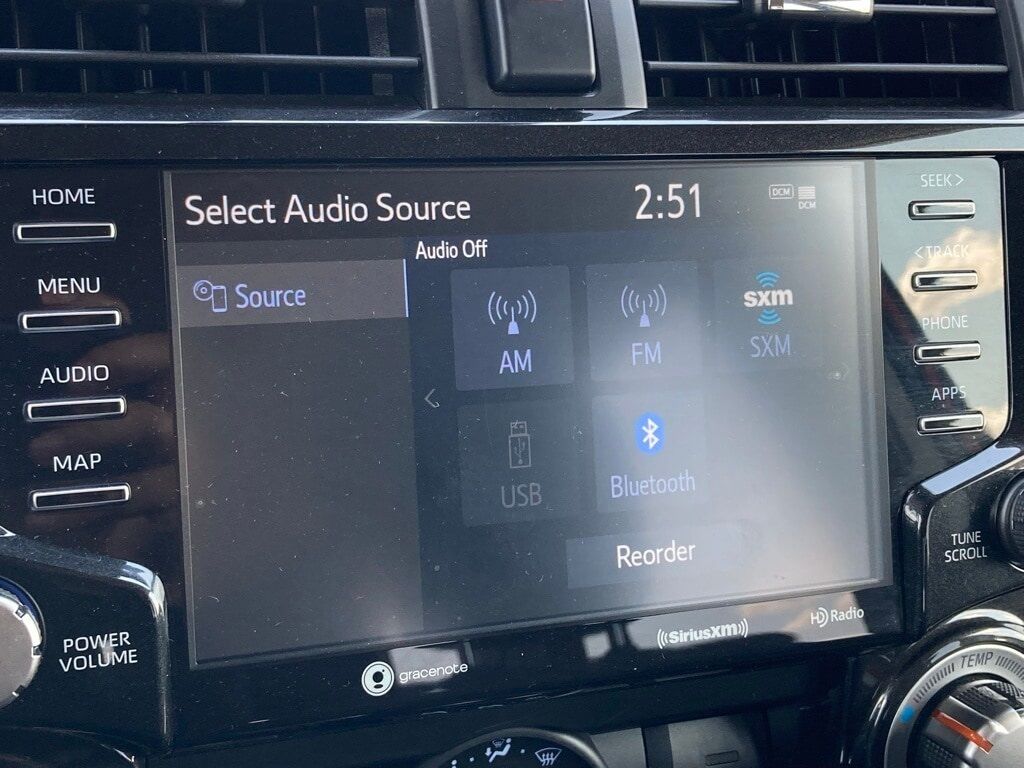 HOME
MENU
AUDIO
MAP
POWER
VOLUME
Select Audio Source
2:51
DCM
DCM
Audio Off
Source
AM
FM
sxm
SXM
USB
Bluetooth
Reorder
gracenote
((SiriusXM))
HD Radio
SEEK>
<TRACK
PHONE
APPS
TUNE
SCROLL
TEMP